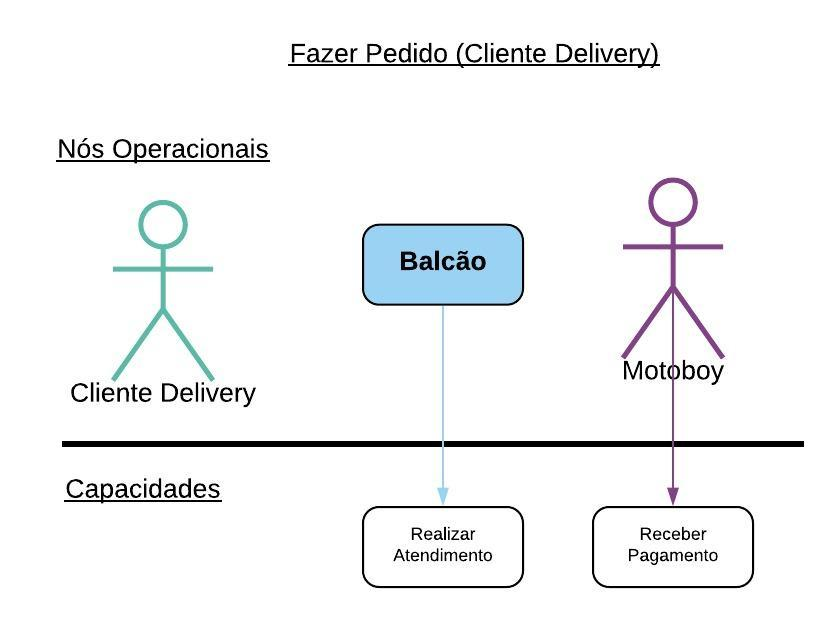 Fazer Pedido (Cliente Delivery)
Nós Operacionais
Balcão
Motoboy
Cliente Delivery
Capacidades
Realizar
Atendimento
Receber
Pagamento